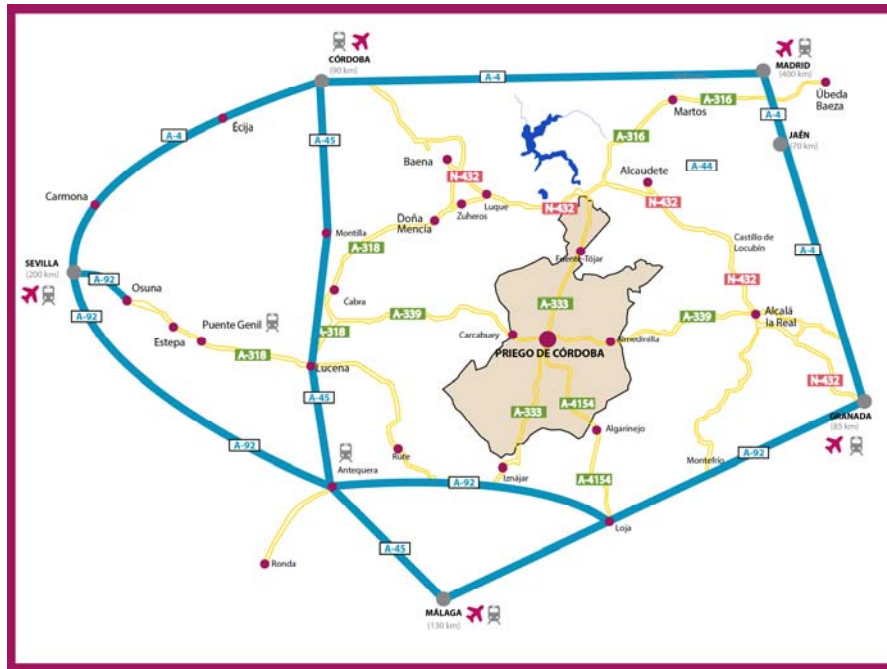 CÓRDOBA
(90 km)
MADRID
(400 km)
A-4
A-316
Úbeda
Baeza
Martos
A-4
Écija
A-4
A-45
A-316
JAÉN
(70 km)
Baena
A-44
Alcaudete
N-432
Luque
N-432
N-432
Carmona
Zuheros
Doña
Mencía
Montilla
A-318
Castillo de
Locubín
Fuente-Tójar
A-4
SEVILLA
(200 km)
A-92
Osuna
N-432
Cabra
A-333
A-92
Puente Genil
A-318
A-339
A-339
Alcalá
la Real
Estepa
Carcabuey
Almedinilla
A-318
PRIEGO DE CÓRDOBA
Lucena
N-432
A-45
A-333
A-4154
GRANADA
(85 km)
Algarinejo
A-92
Rute
A-92
Montefrío
Antequera
Iznájar
A-4154
A-92
Loja
A-45
Ronda
MÁLAGA
(130 km)